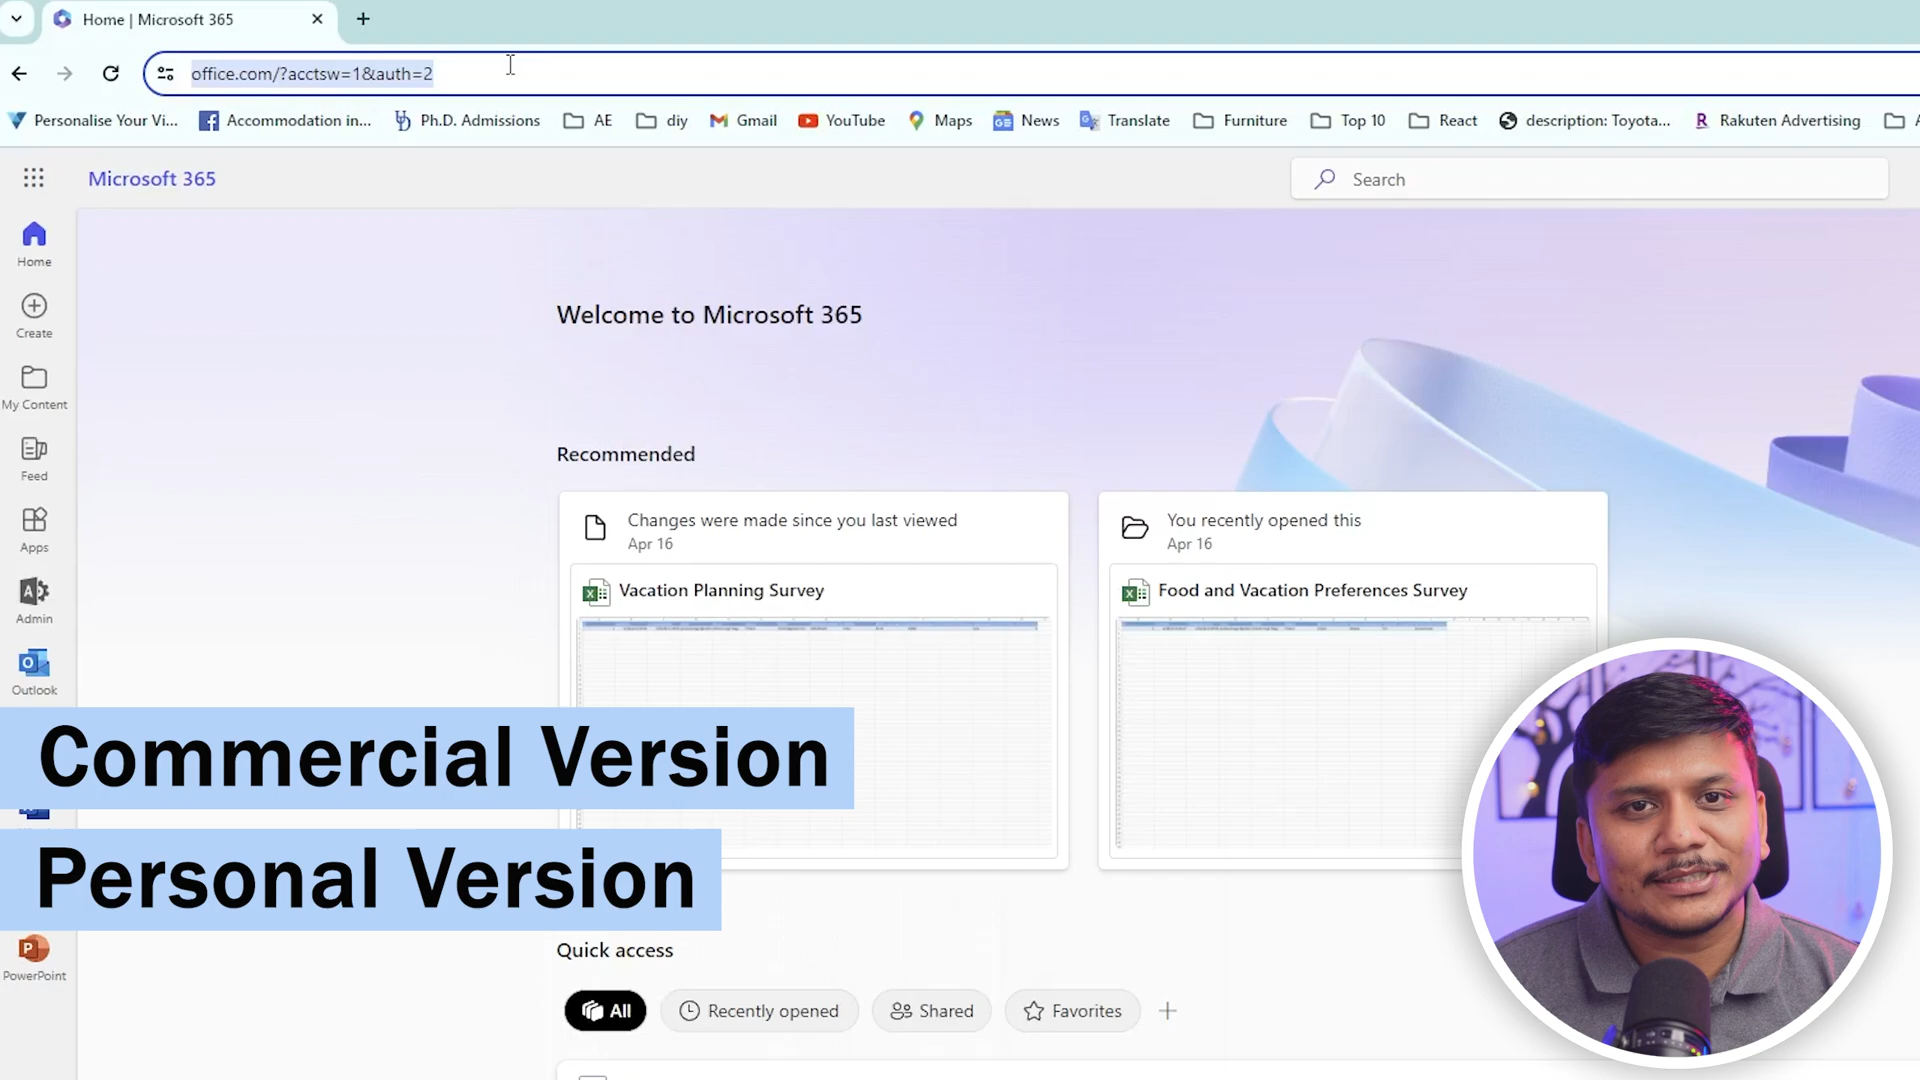 Home | Microsoft 365
office.com/?acctsw=1&auth=2
Personalise Your Vi... Accommodation in... Ph.D. Admissions AE diy Gmail YouTube Maps News Translate Furniture Top 10 React description: Toyota... Rakuten Advertising
Microsoft 365
Search
Home
Create
My Content
Feed
Apps
Admin
Outlook
Welcome to Microsoft 365
Recommended
Changes were made since you last viewed
Apr 16
Vacation Planning Survey
You recently opened this
Apr 16
Food and Vacation Preferences Survey
Commercial Version
Personal Version
PowerPoint
Quick access
All Recently opened Shared Favorites